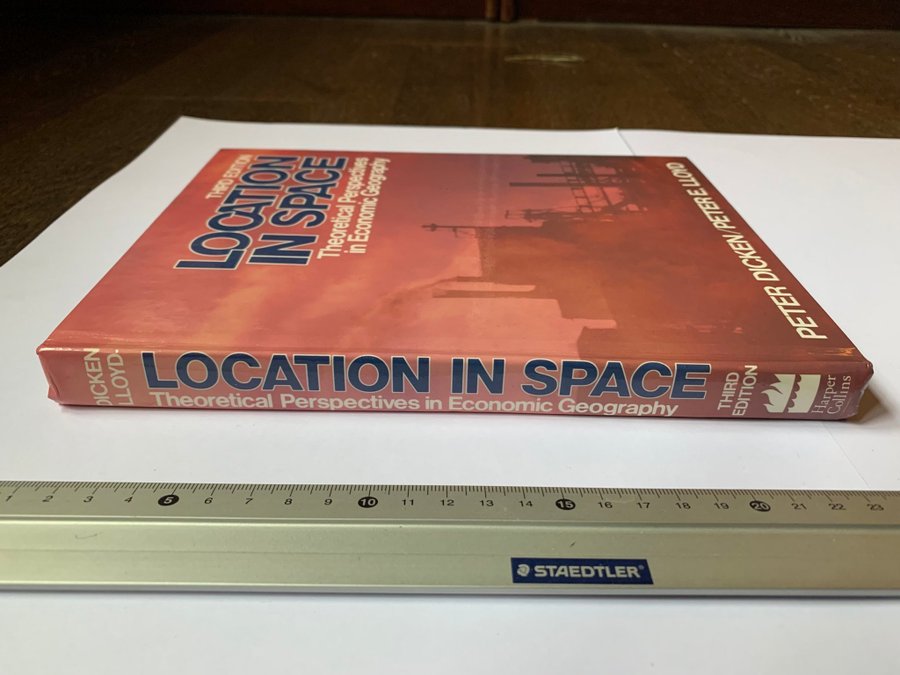 THIRD EDITION
LOCATION
IN SPACE
Theoretical Perspectives
in Economic Geography
PETER DICKEN/PETER E. LLOYD
DICKEN
LLOYD
LOCATION IN SPACE
Theoretical Perspectives in Economic Geography
THIRD
EDITION
Harper
Collins
1 2 3 4 5 6 7 8 9 10 11 12 13 14 15 16 17 18 19 20 21 22 23
STAEDTLER